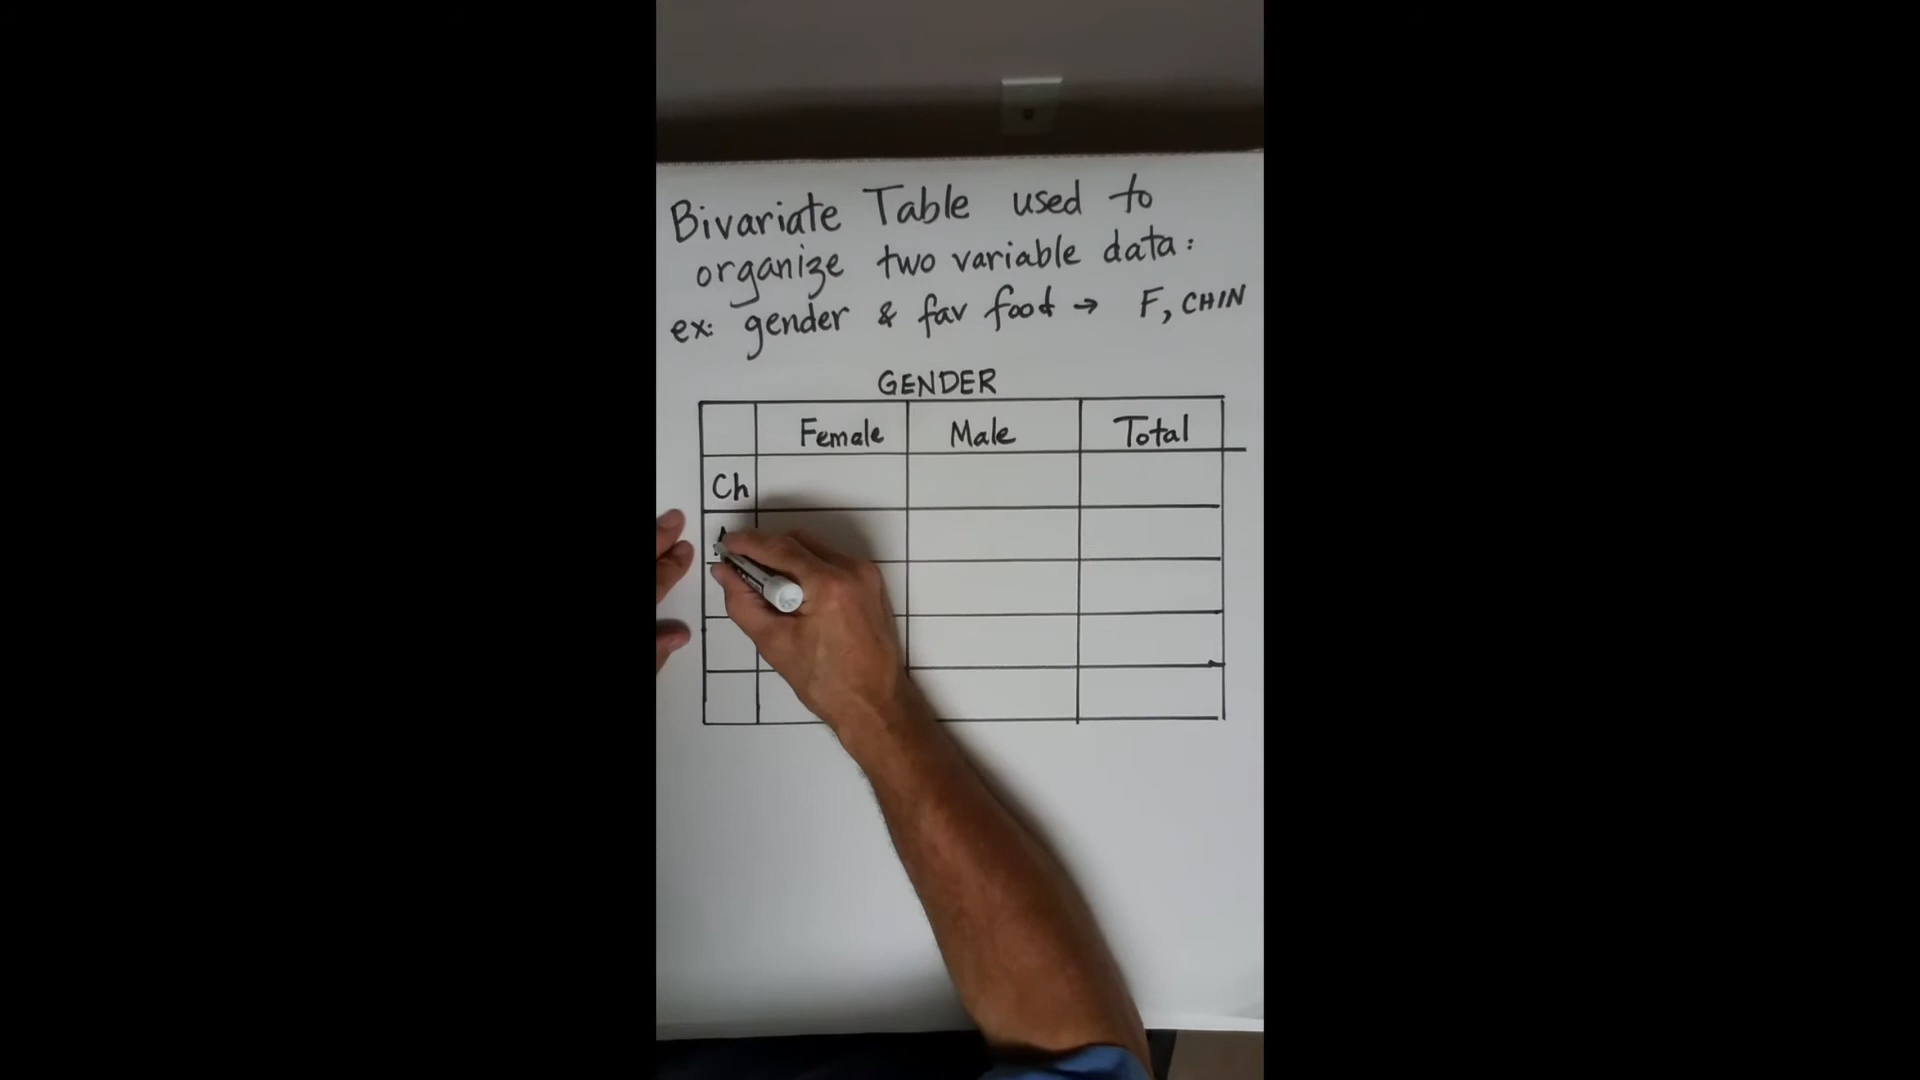 Bivariate Table used to
organize two variable data:
ex: gender & fav food → F, CHIN
GENDER
Female Male Total
Ch